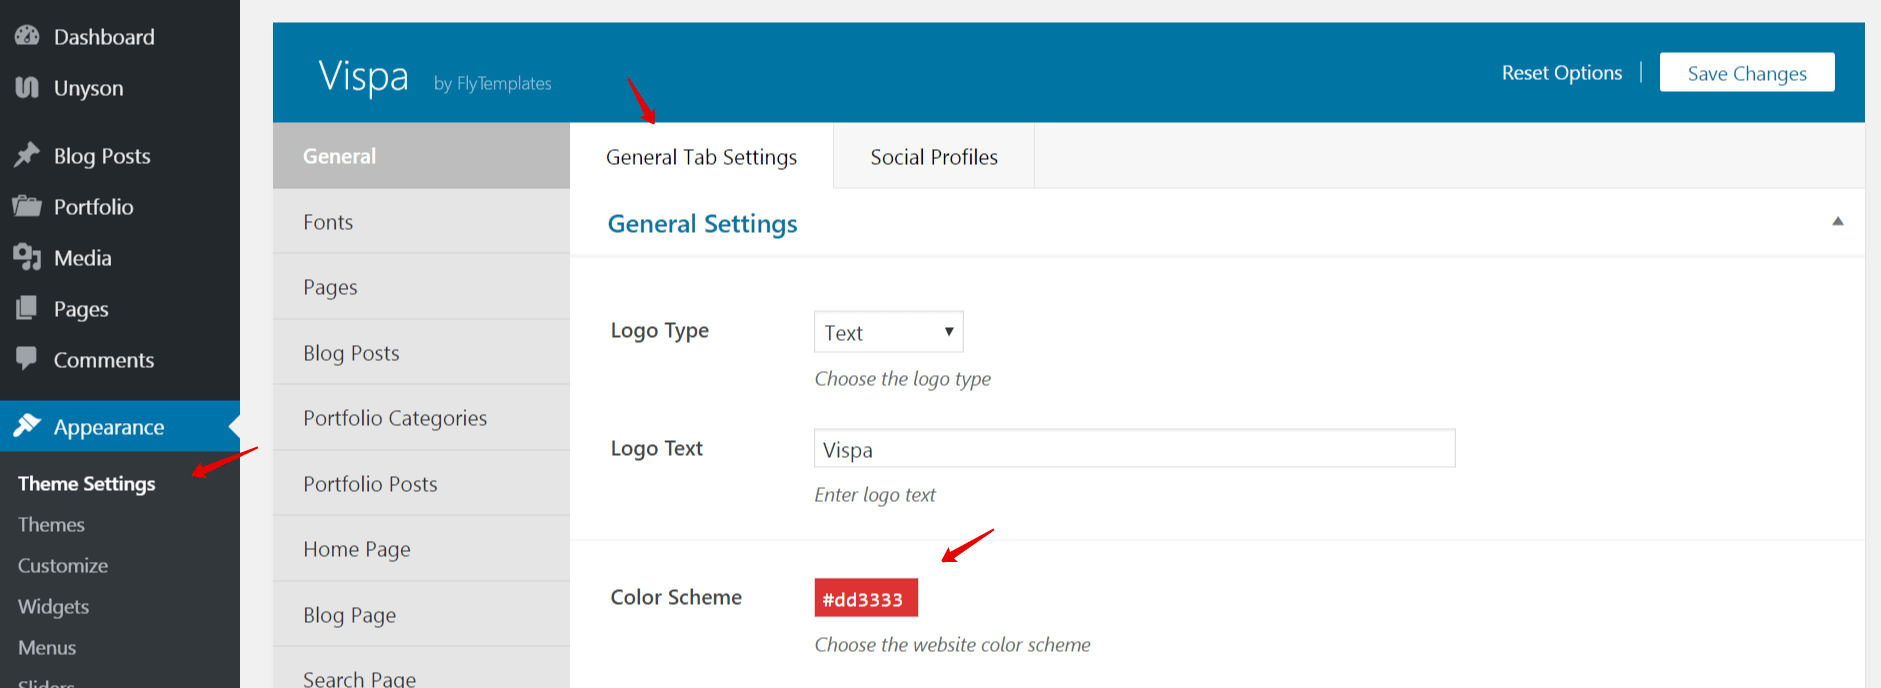 Dashboard
Unyson
Blog Posts
Portfolio
Media
Pages
Comments
Appearance
Theme Settings
Themes
Customize
Widgets
Menus
Sliders
Vispa by FlyTemplates
Reset Options
Save Changes
General
Fonts
Pages
Blog Posts
Portfolio Categories
Portfolio Posts
Home Page
Blog Page
Search Page
General Tab Settings
Social Profiles
General Settings
Logo Type
Text
Choose the logo type
Logo Text
Vispa
Enter logo text
Color Scheme
#dd3333
Choose the website color scheme